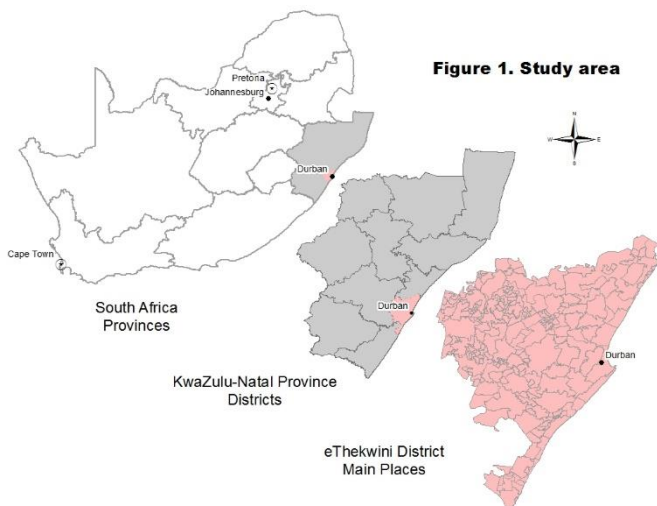 Figure 1. Study area
N
W
E
S
Pretoria
Johannesburg
Durban
Cape Town
South Africa
Provinces
Durban
KwaZulu-Natal Province
Districts
Durban
eThekwini District
Main Places